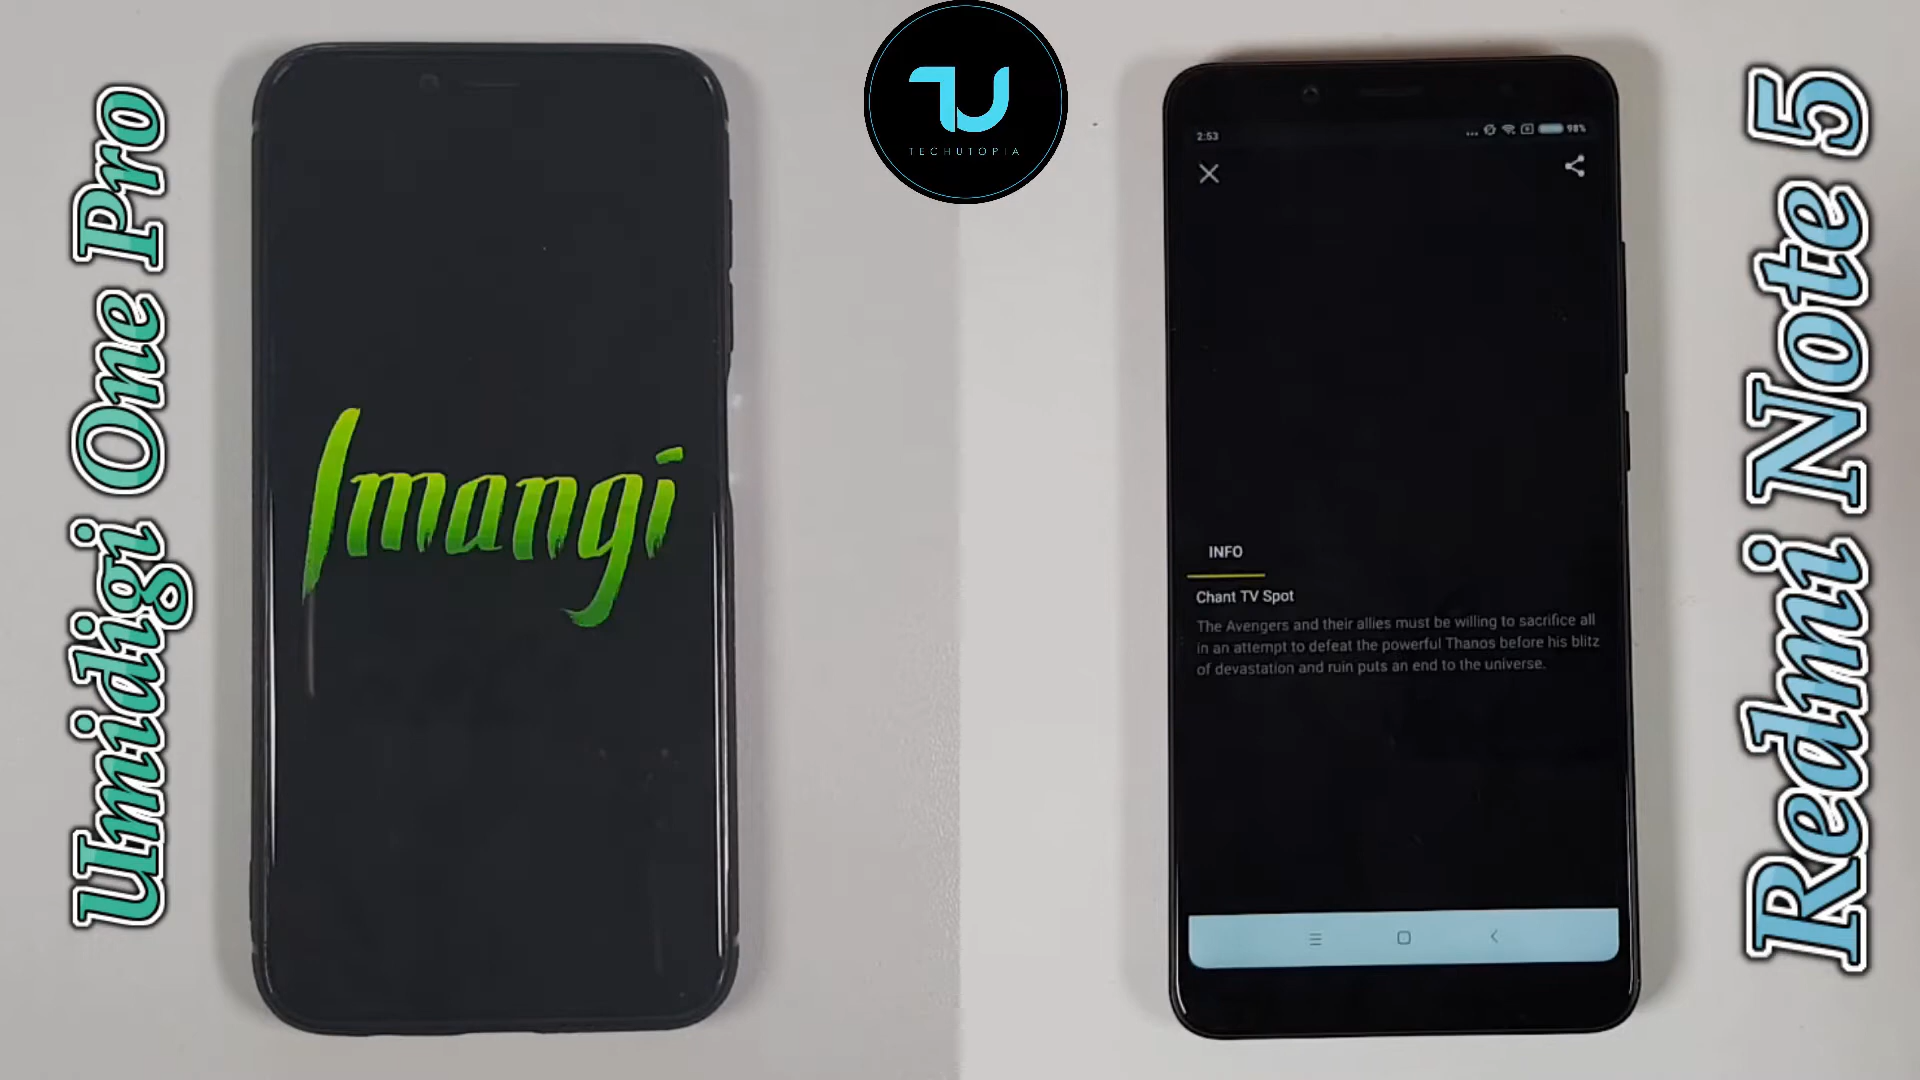 Umidigi One Pro
Imangi
TU
TECHUTOPIA
2:53
98%
INFO
Chant TV Spot
The Avengers and their allies must be willing to sacrifice all
in an attempt to defeat the powerful Thanos before his blitz
of devastation and ruin puts an end to the universe.
Redmi Note 5